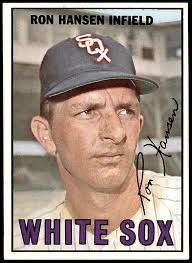 RON HANSEN INFIELD
SOX
Ron Hansen
WHITE SOX